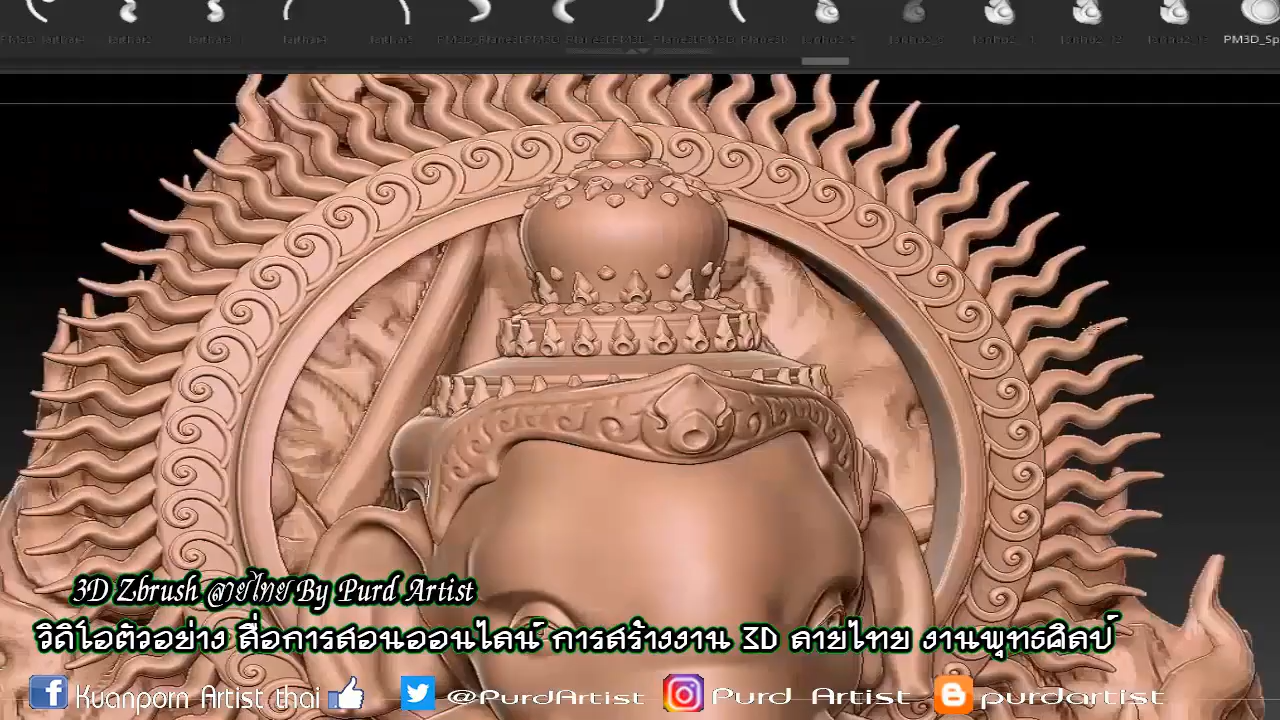 PM3D_Sp
3D Zbrush ลายไทย By Purd Artist
วิดีโอตัวอย่าง สื่อการสอนออนไลน์ การสร้างงาน 3D ลายไทย งานพุทธศิลป์
Kuanporn Artist thai @PurdArtist Purd Artist purdartist